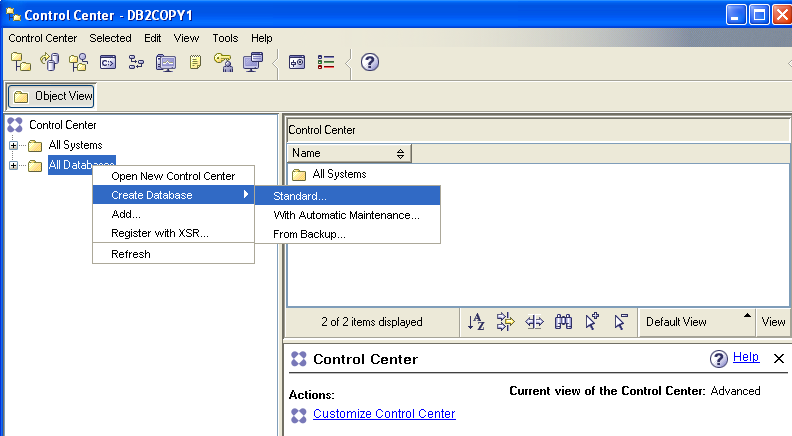 Control Center - DB2COPY1
Control Center Selected Edit View Tools Help
Object View
Control Center
All Systems
All Databases
Open New Control Center
Create Database
Add...
Register with XSR...
Refresh
Standard...
With Automatic Maintenance...
From Backup...
Control Center
Name
All Systems
2 of 2 items displayed
Default View
View
Control Center
Help
Actions:
Current view of the Control Center: Advanced
Customize Control Center